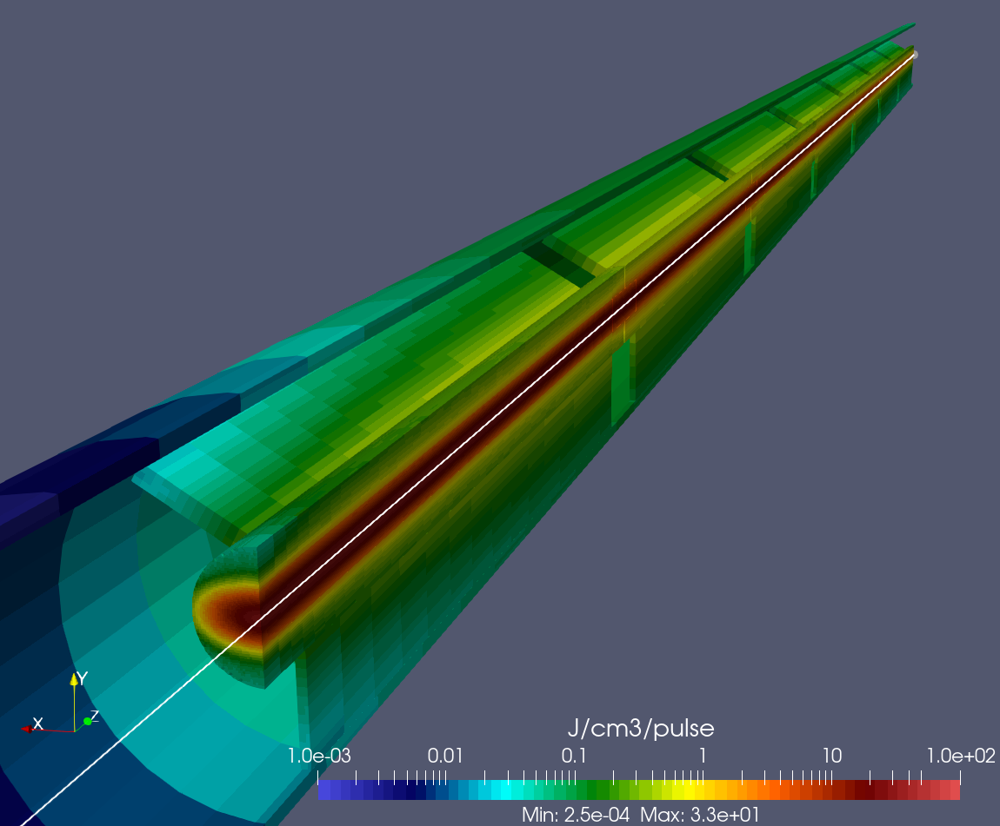 Y
X
Z
J/cm3/pulse
1.0e-03 0.01 0.1 1 10 1.0e+02
Min: 2.5e-04 Max: 3.3e+01